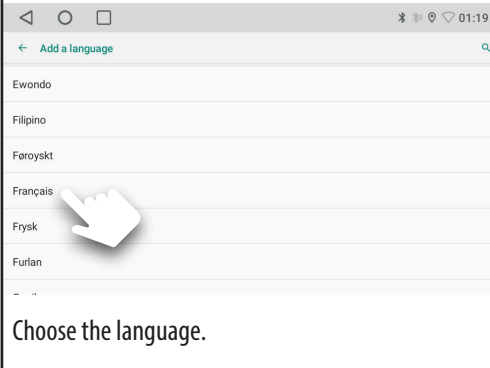 01:19
Add a language
Ewondo
Filipino
Føroyskt
Français
Frysk
Furlan
Choose the language.